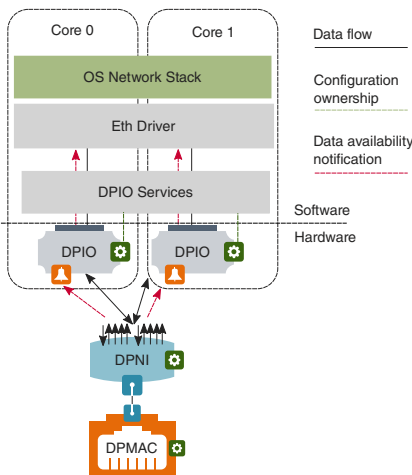 Core 0
Core 1
Data flow
OS Network Stack
Configuration
ownership
Eth Driver
Data availability
notification
DPIO Services
Software
Hardware
DPIO
DPIO
DPNI
DPMAC